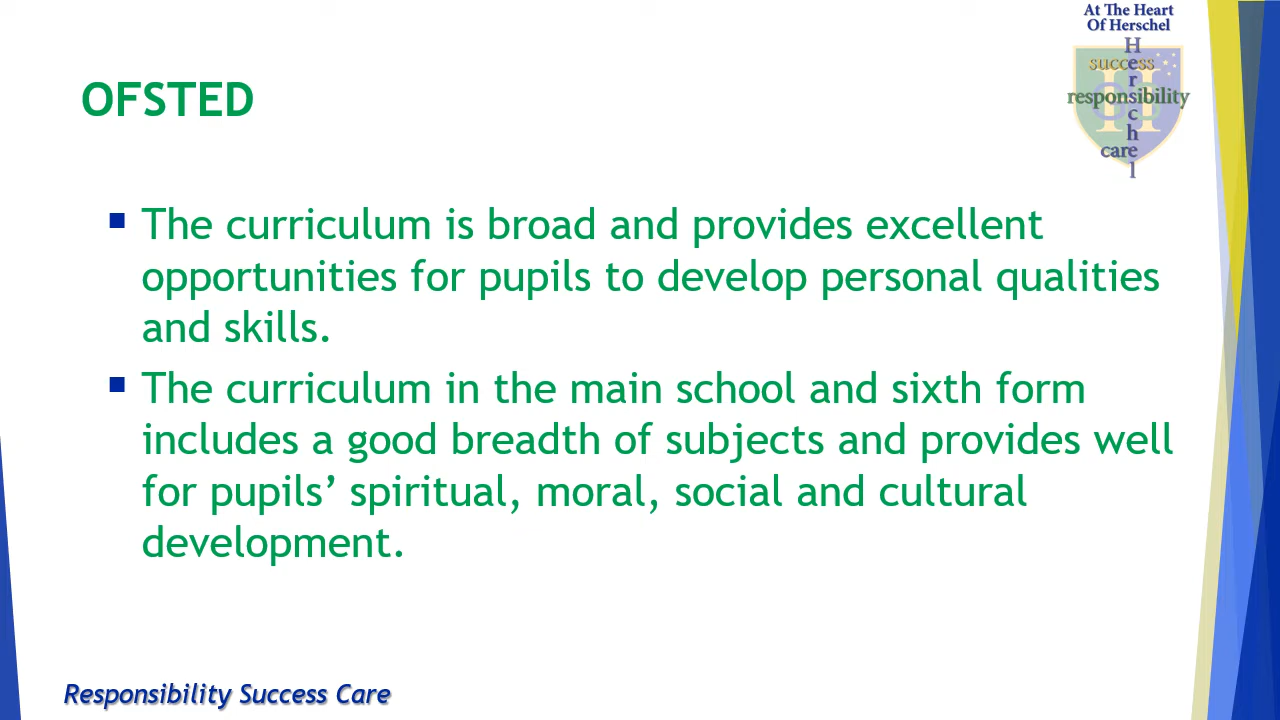 At The Heart
Of Herschel
Herschel
success
responsibility
care
OFSTED
▪ The curriculum is broad and provides excellent
opportunities for pupils to develop personal qualities
and skills.
▪ The curriculum in the main school and sixth form
includes a good breadth of subjects and provides well
for pupils’ spiritual, moral, social and cultural
development.
Responsibility Success Care